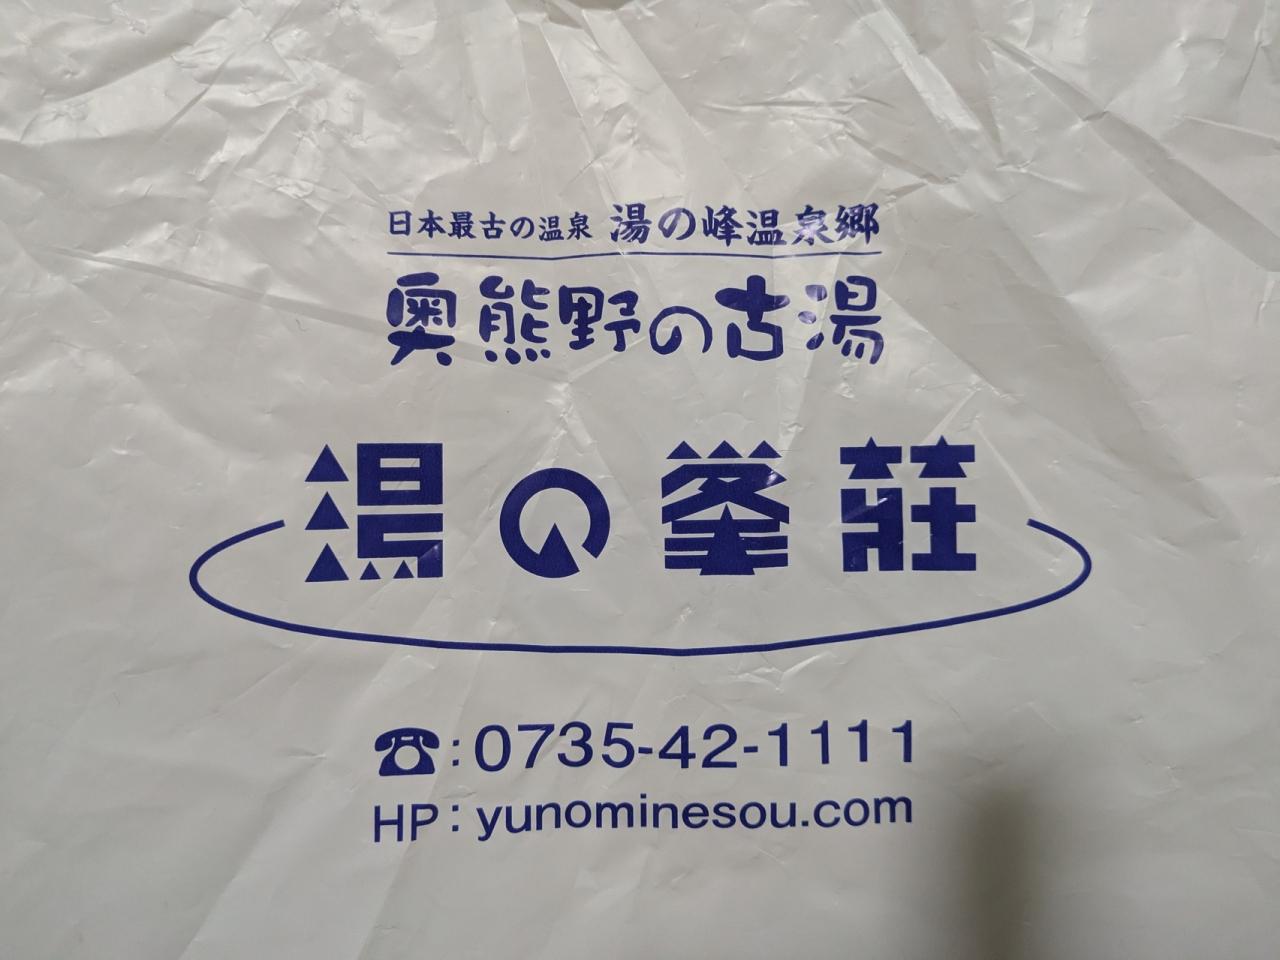 日本最古の温泉 湯の峰温泉郷
奥熊野の古湯
湯の峯荘
☎:0735-42-1111
HP:yunominesou.com